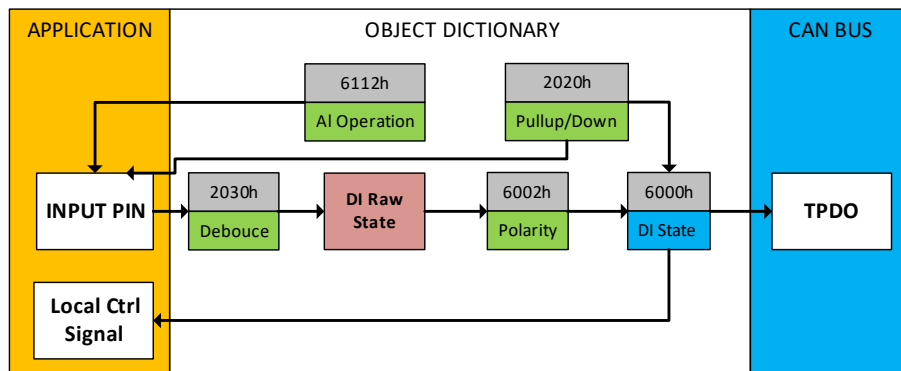 APPLICATION
OBJECT DICTIONARY
CAN BUS
6112h
AI Operation
2020h
Pullup/Down
INPUT PIN
2030h
Debouce
DI Raw
State
6002h
Polarity
6000h
DI State
TPDO
Local Ctrl
Signal